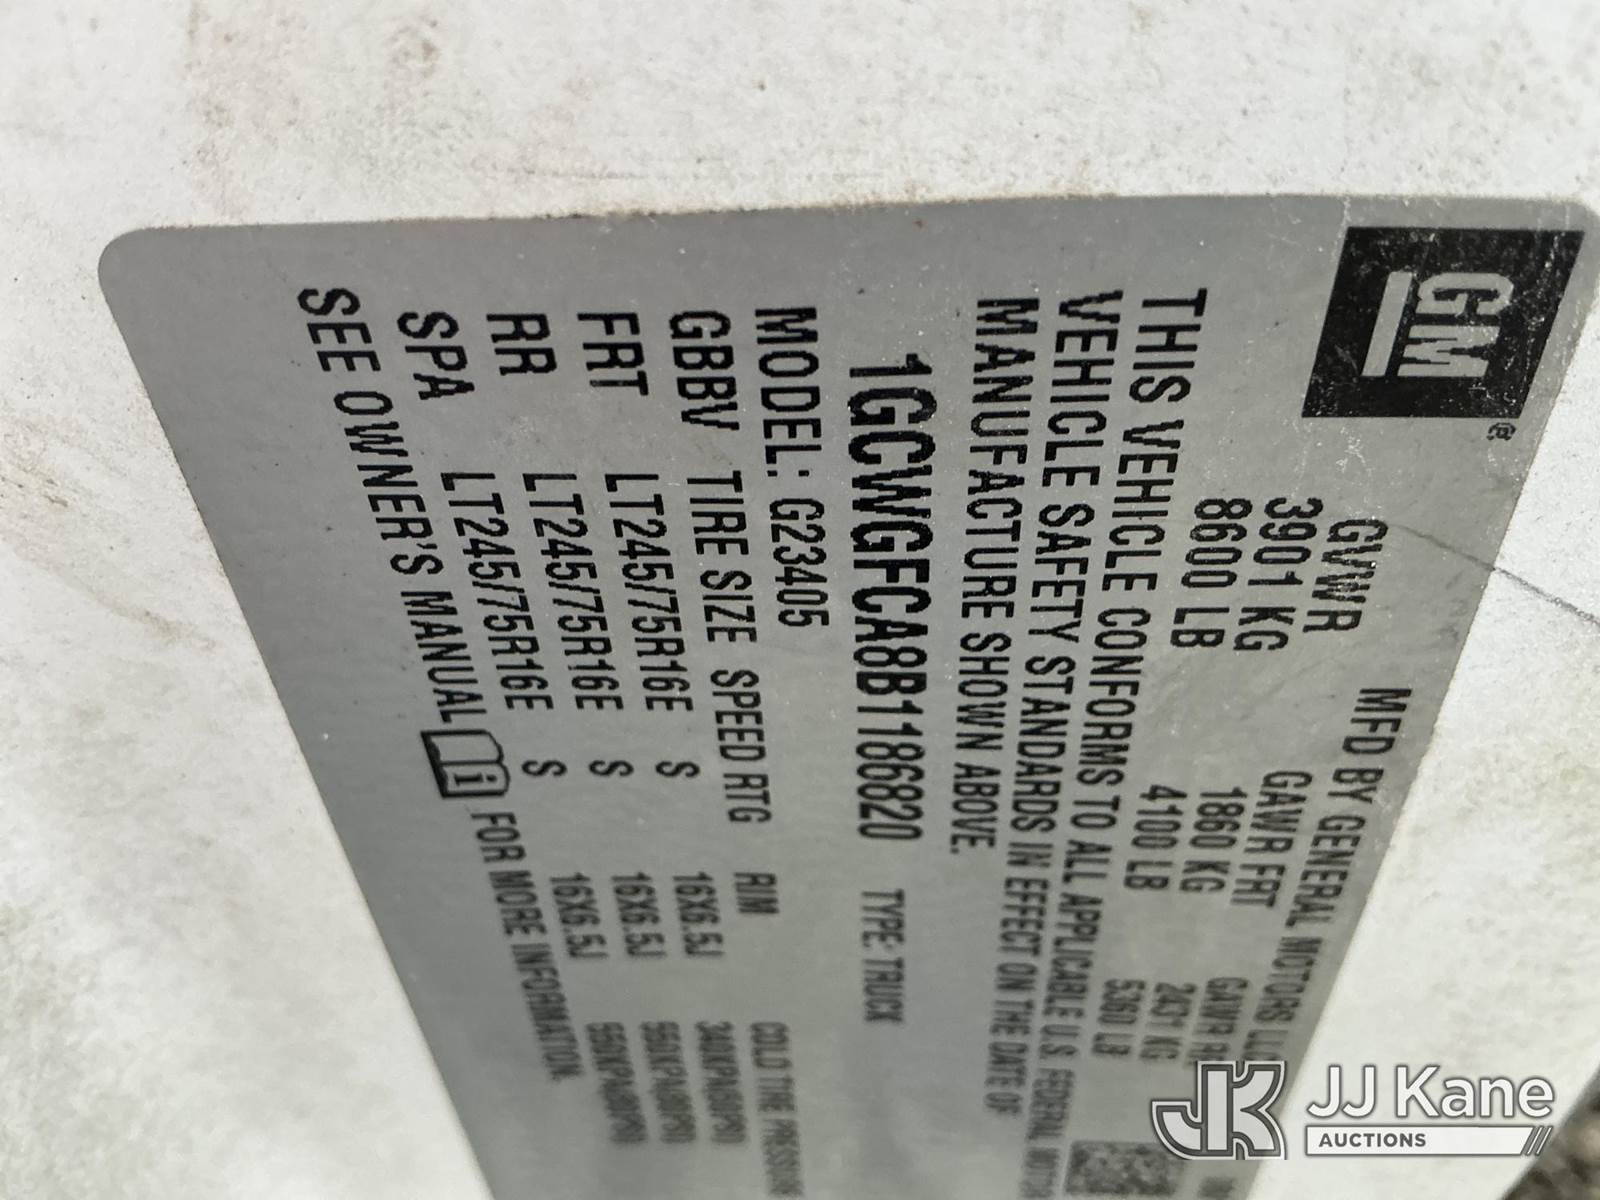 GM®
MFD BY GENERAL MOTORS LLC
GVWR GAWR FRT GAWR RR
3901 KG 1860 KG 2431 KG
8600 LB 4100 LB 5360 LB
THIS VEHICLE CONFORMS TO ALL APPLICABLE U.S. FEDERAL MOTOR
VEHICLE SAFETY STANDARDS IN EFFECT ON THE DATE OF
MANUFACTURE SHOWN ABOVE.
1GCWGFCA8B1186820 TYPE: TRUCK
MODEL: G23405
GBBV TIRE SIZE SPEED RTG RIM COLD TIRE PRESSURE
FRT LT245/75R16E S 16X6.5J
RR LT245/75R16E S 16X6.5J
SPA LT245/75R16E S 16X6.5J
SEE OWNER'S MANUAL i FOR MORE INFORMATION.
JK JJ Kane
AUCTIONS